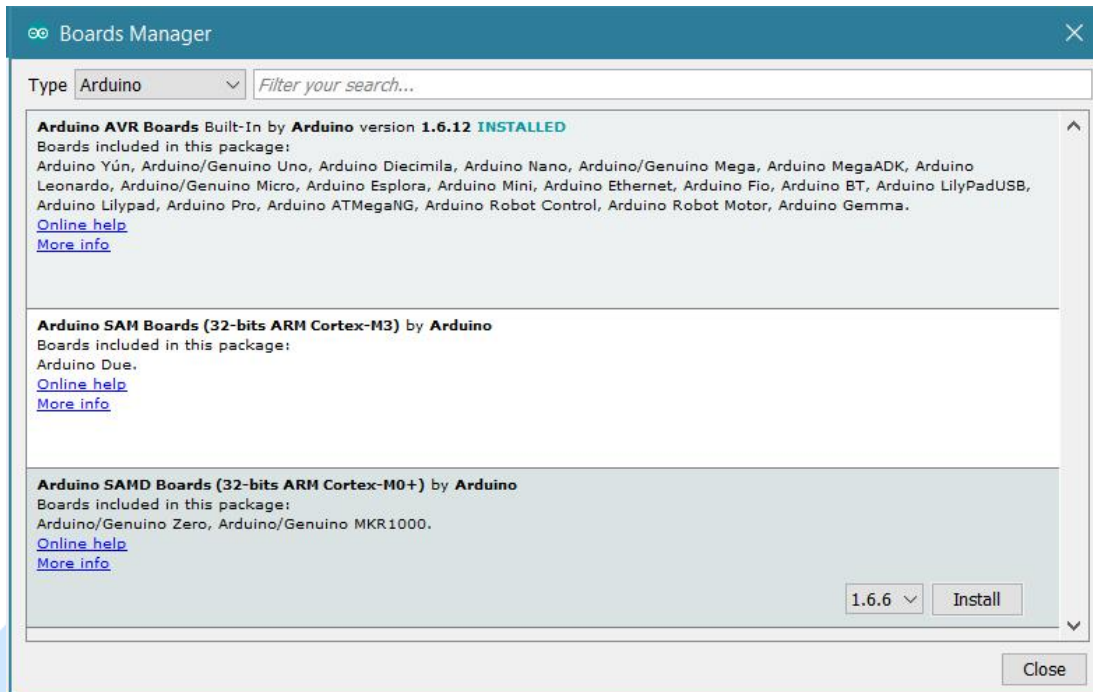 Boards Manager
Type Arduino Filter your search...
Arduino AVR Boards Built-In by Arduino version 1.6.12 INSTALLED
Boards included in this package:
Arduino Yún, Arduino/Genuino Uno, Arduino Diecimila, Arduino Nano, Arduino/Genuino Mega, Arduino MegaADK, Arduino
Leonardo, Arduino/Genuino Micro, Arduino Esplora, Arduino Mini, Arduino Ethernet, Arduino Fio, Arduino BT, Arduino LilyPadUSB,
Arduino Lilypad, Arduino Pro, Arduino ATMegaNG, Arduino Robot Control, Arduino Robot Motor, Arduino Gemma.
Online help
More info
Arduino SAM Boards (32-bits ARM Cortex-M3) by Arduino
Boards included in this package:
Arduino Due.
Online help
More info
Arduino SAMD Boards (32-bits ARM Cortex-M0+) by Arduino
Boards included in this package:
Arduino/Genuino Zero, Arduino/Genuino MKR1000.
Online help
More info
1.6.6 Install
Close